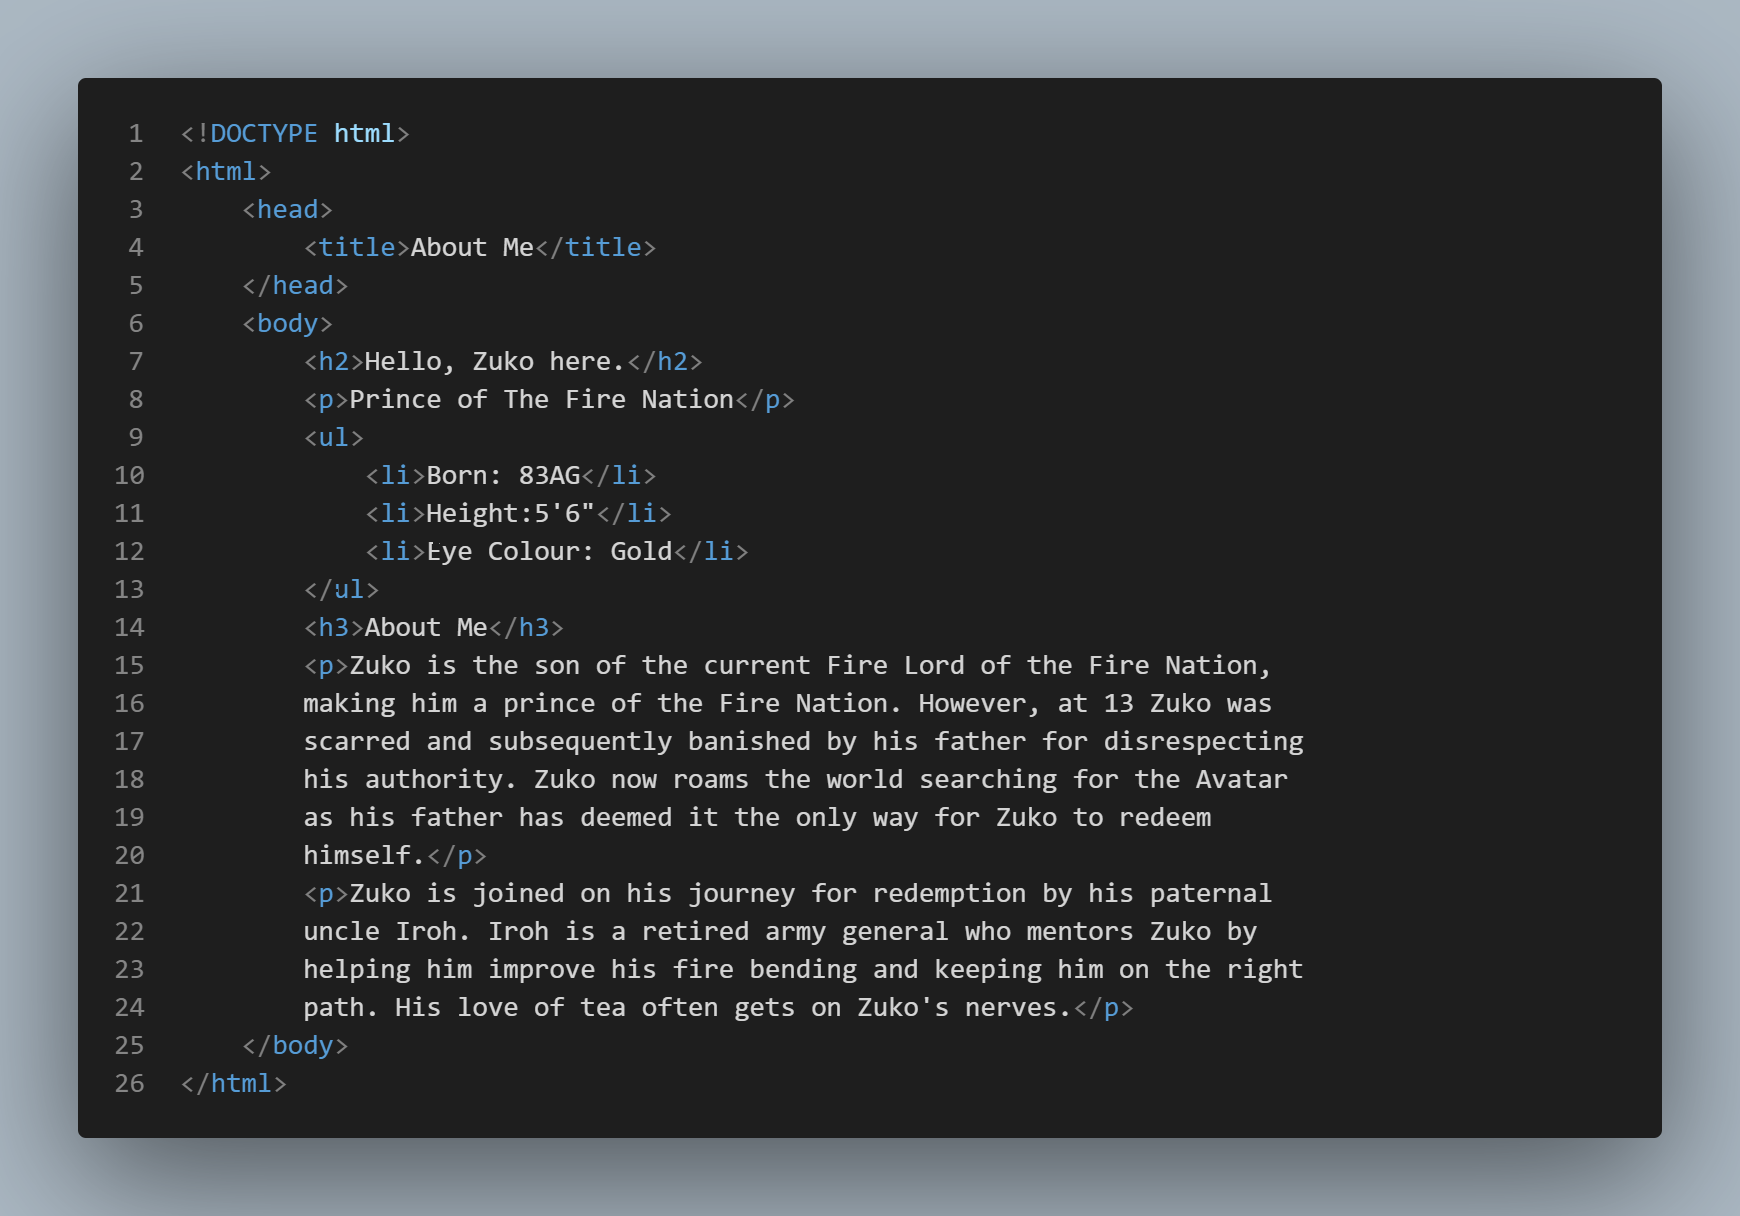 1 <!DOCTYPE html>
2 <html>
3     <head>
4         <title>About Me</title>
5     </head>
6     <body>
7         <h2>Hello, Zuko here.</h2>
8         <p>Prince of The Fire Nation</p>
9         <ul>
10             <li>Born: 83AG</li>
11             <li>Height:5'6"</li>
12             <li>Eye Colour: Gold</li>
13         </ul>
14         <h3>About Me</h3>
15         <p>Zuko is the son of the current Fire Lord of the Fire Nation,
16         making him a prince of the Fire Nation. However, at 13 Zuko was
17         scarred and subsequently banished by his father for disrespecting
18         his authority. Zuko now roams the world searching for the Avatar
19         as his father has deemed it the only way for Zuko to redeem
20         himself.</p>
21         <p>Zuko is joined on his journey for redemption by his paternal
22         uncle Iroh. Iroh is a retired army general who mentors Zuko by
23         helping him improve his fire bending and keeping him on the right
24         path. His love of tea often gets on Zuko's nerves.</p>
25     </body>
26 </html>